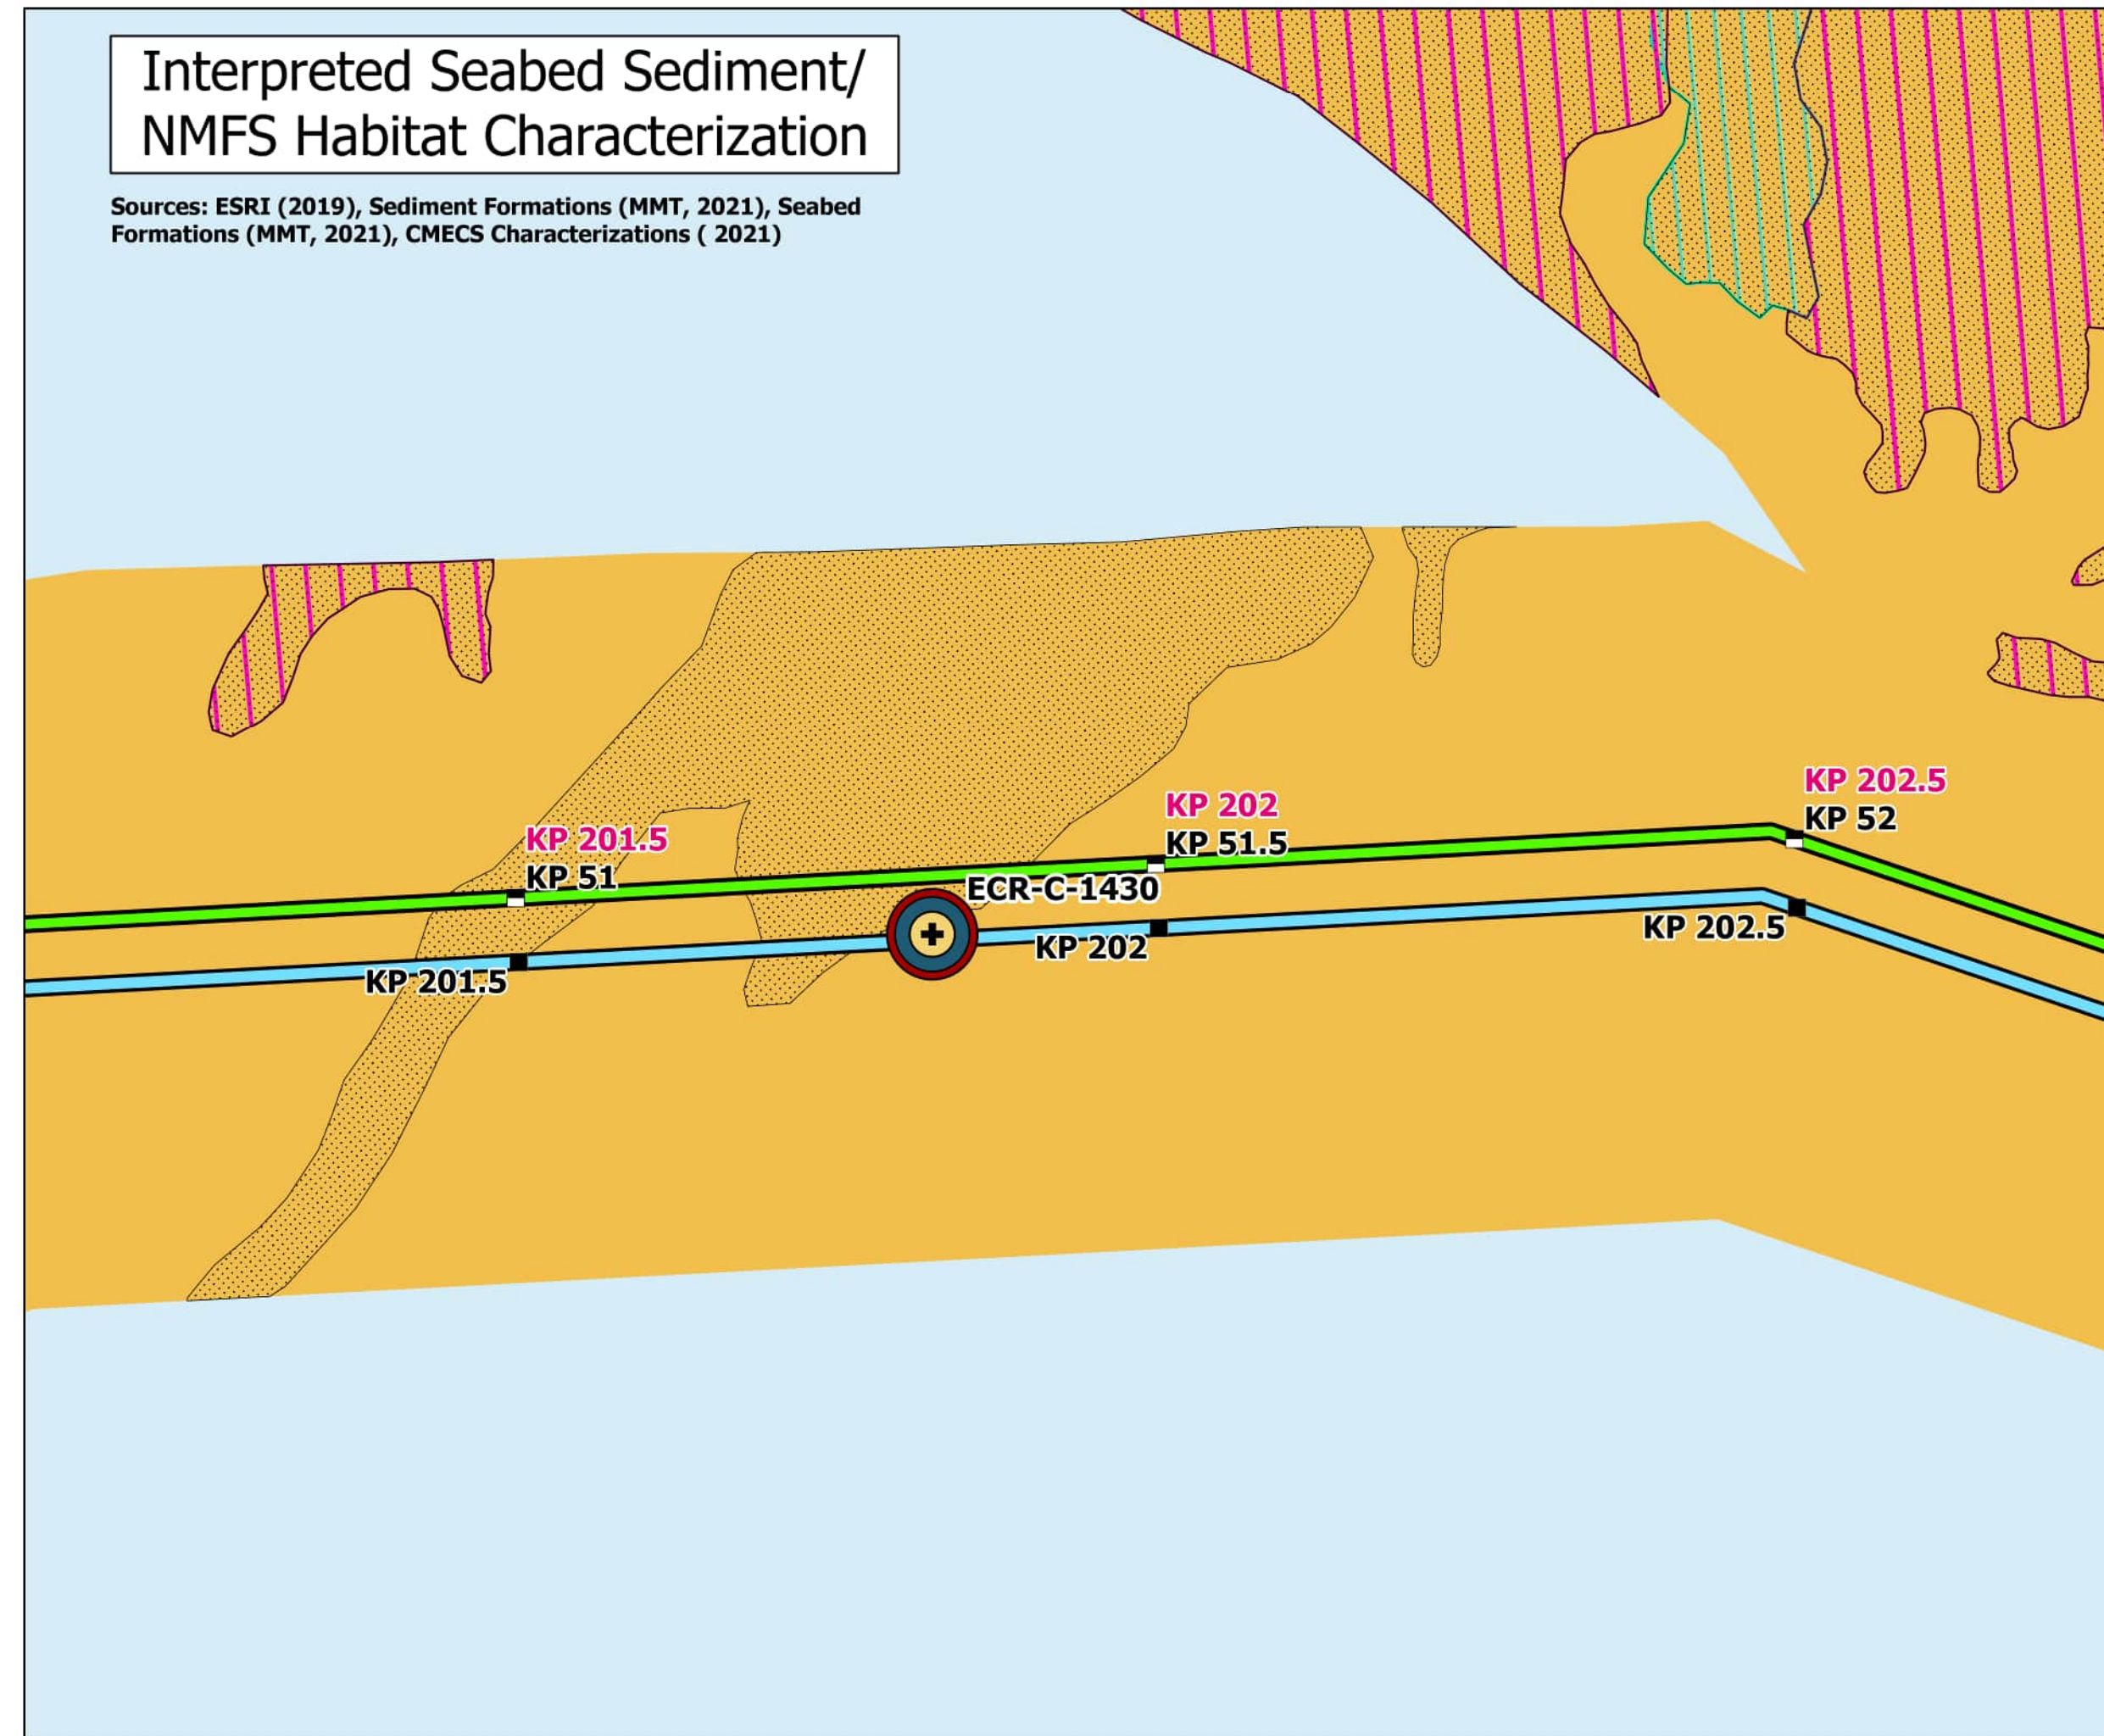 Interpreted Seabed Sediment/
NMFS Habitat Characterization
Sources: ESRI (2019), Sediment Formations (MMT, 2021), Seabed
Formations (MMT, 2021), CMECS Characterizations ( 2021)
KP 202.5
KP 52
KP 202
KP 51.5
KP 201.5
KP 51
ECR-C-1430
KP 202.5
KP 202
KP 201.5